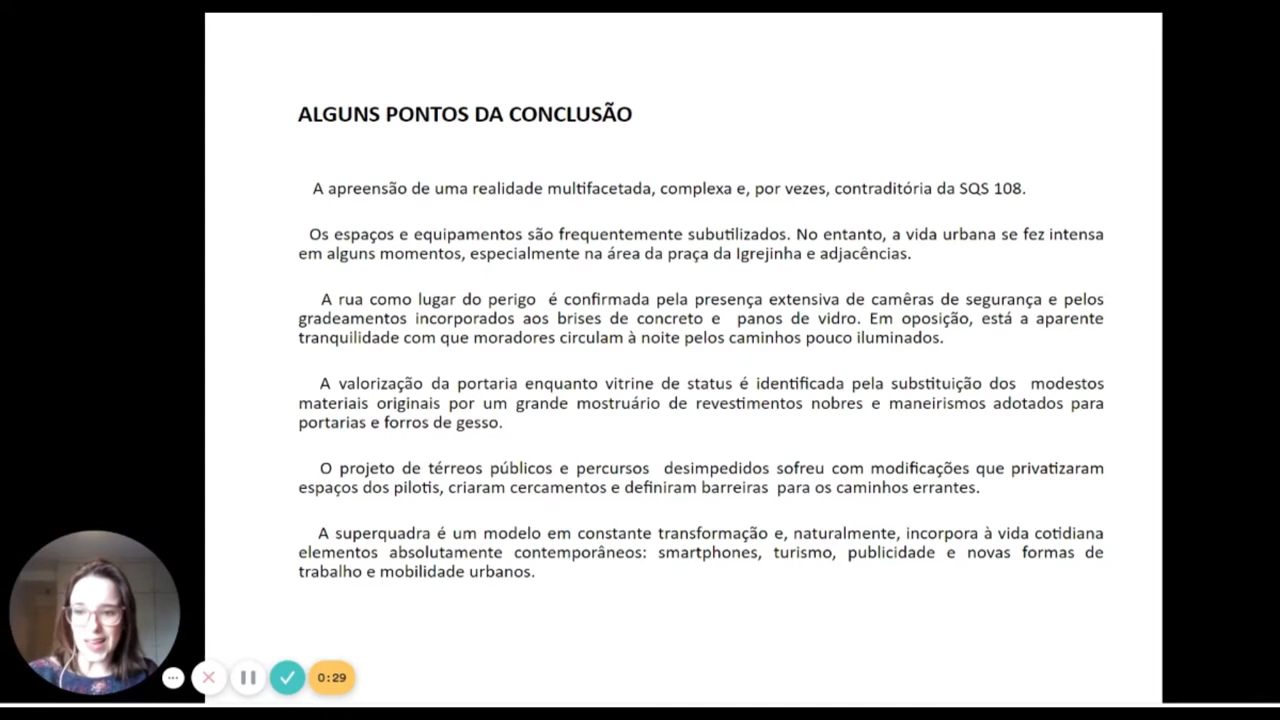 ALGUNS PONTOS DA CONCLUSÃO
A apreensão de uma realidade multifacetada, complexa e, por vezes, contraditória da SQS 108.
Os espaços e equipamentos são frequentemente subutilizados. No entanto, a vida urbana se fez intensa
em alguns momentos, especialmente na área da praça da Igrejinha e adjacências.
A rua como lugar do perigo é confirmada pela presença extensiva de camêras de segurança e pelos
gradeamentos incorporados aos brises de concreto e panos de vidro. Em oposição, está a aparente
tranquilidade com que moradores circulam à noite pelos caminhos pouco iluminados.
A valorização da portaria enquanto vitrine de status é identificada pela substituição dos modestos
materiais originais por um grande mostruário de revestimentos nobres e maneirismos adotados para
portarias e forros de gesso.
O projeto de térreos públicos e percursos desimpedidos sofreu com modificações que privatizaram
espaços dos pilotis, criaram cercamentos e definiram barreiras para os caminhos errantes.
A superquadra é um modelo em constante transformação e, naturalmente, incorpora à vida cotidiana
elementos absolutamente contemporâneos: smartphones, turismo, publicidade e novas formas de
trabalho e mobilidade urbanos.
0:29